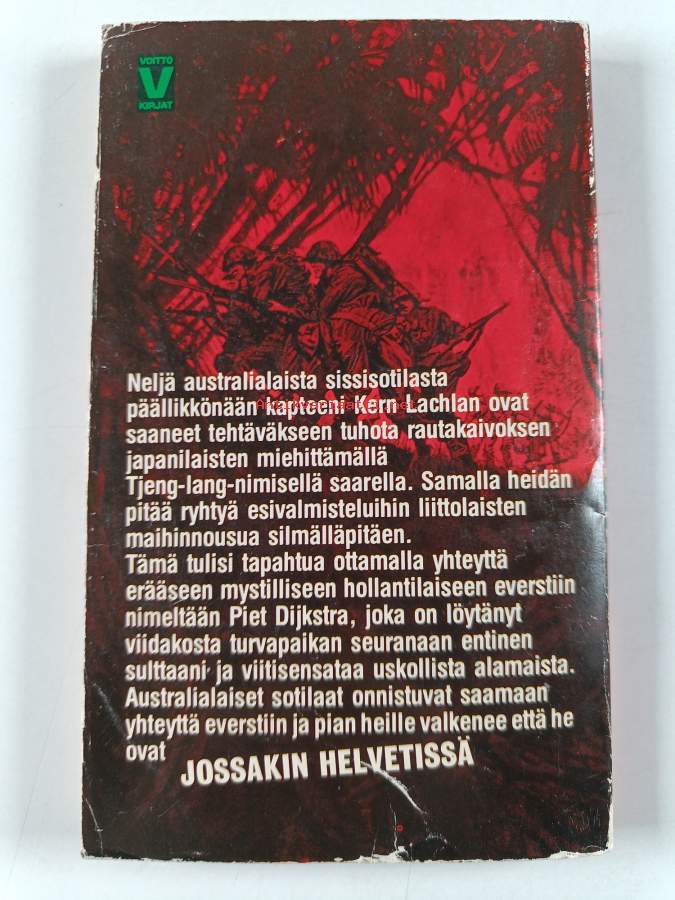 VOITTO
V
KIRJAT
Neljä australialaista sissisotilasta
päällikkönään kapteeni Kern Lachlan ovat
saaneet tehtäväkseen tuhota rautakaivoksen
japanilaisten miehittämällä
Tjeng-lang-nimisellä saarella. Samalla heidän
pitää ryhtyä esivalmisteluihin liittolaisten
maihinnousua silmälläpitäen.
Tämä tulisi tapahtua ottamalla yhteyttä
erääseen mystilliseen hollantilaiseen everstiin
nimeltään Piet Dijkstra, joka on löytänyt
viidakosta turvapaikan seuranaan entinen
sulttaani ja viitisensataa uskollista alamaista.
Australialaiset sotilaat onnistuvat saamaan
yhteyttä everstiin ja pian heille valkenee että he
ovat
JOSSAKIN HELVETISSÄ